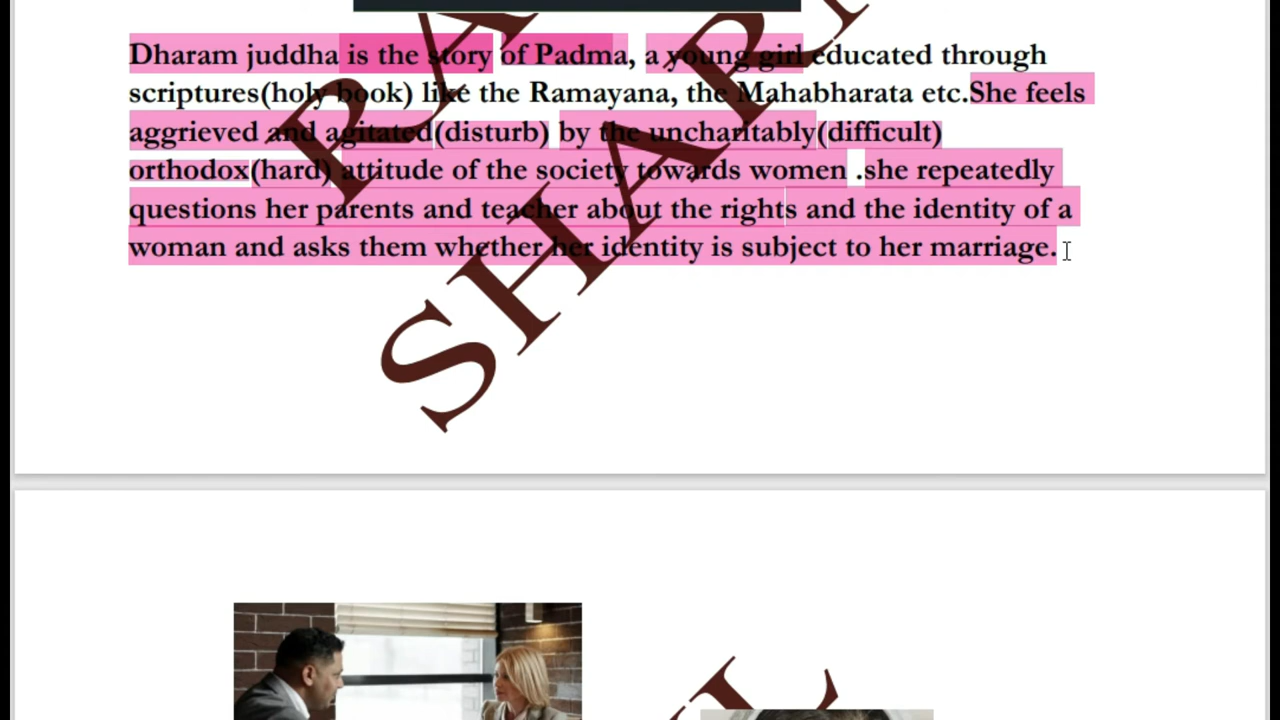 Dharam juddha is the story of Padma, a young girl educated through
scriptures(holy book) like the Ramayana, the Mahabharata etc.She feels
aggrieved and agitated(disturb) by the uncharitably(difficult)
orthodox(hard) attitude of the society towards women .she repeatedly
questions her parents and teacher about the rights and the identity of a
woman and asks them whether her identity is subject to her marriage.